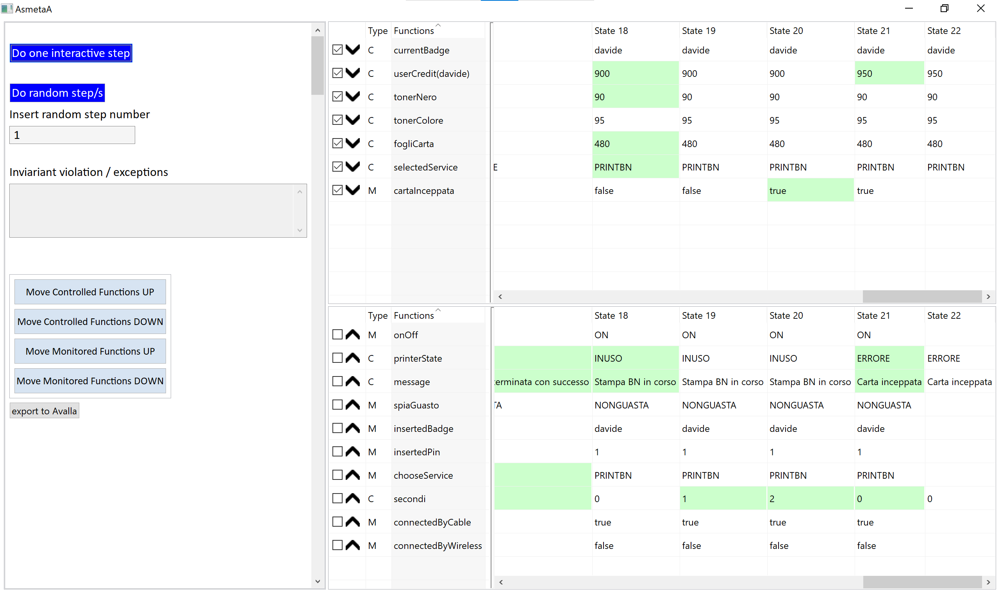 AsmetaA
Do one interactive step
Do random step/s
Insert random step number
1
Inviariant violation / exceptions
Move Controlled Functions UP
Move Controlled Functions DOWN
Move Monitored Functions UP
Move Monitored Functions DOWN
export to Avalla
Type Functions State 18 State 19 State 20 State 21 State 22
C currentBadge davide davide davide davide davide
C userCredit(davide) 900 900 900 950 950
C tonerNero 90 90 90 90 90
C tonerColore 95 95 95 95 95
C fogliCarta 480 480 480 480 480
C selectedService E PRINTBN PRINTBN PRINTBN PRINTBN PRINTBN
M cartaInceppata false false true true
Type Functions State 18 State 19 State 20 State 21 State 22
M onOff ON ON ON ON
C printerState INUSO INUSO INUSO ERRORE ERRORE
C message terminata con successo Stampa BN in corso Stampa BN in corso Stampa BN in corso Carta inceppata Carta inceppata
M spiaGuasto TA NONGUASTA NONGUASTA NONGUASTA NONGUASTA
M insertedBadge davide davide davide davide
M insertedPin 1 1 1 1
M chooseService PRINTBN PRINTBN PRINTBN PRINTBN
C secondi 0 1 2 0 0
M connectedByCable true true true true
M connectedByWireless false false false false